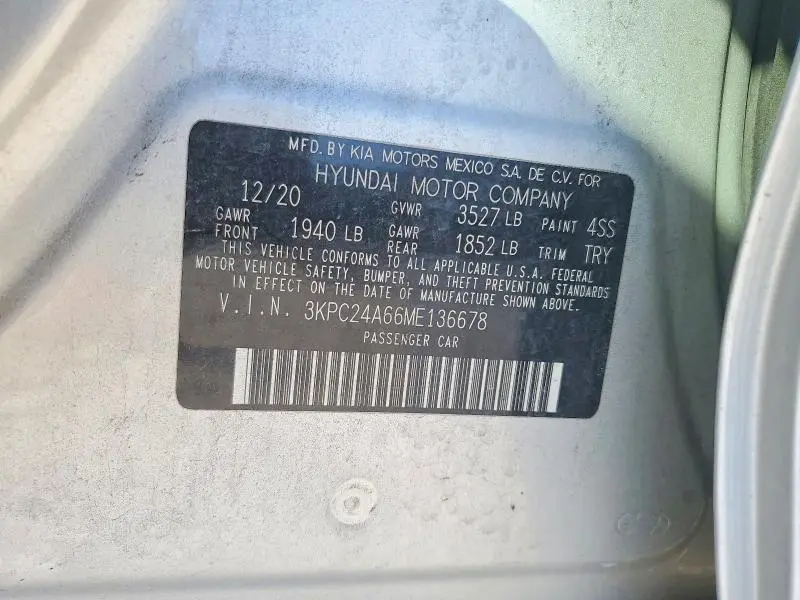 MFD. BY KIA MOTORS MEXICO S.A. DE C.V. FOR
HYUNDAI MOTOR COMPANY
12/20 GVWR 3527 LB PAINT 4SS
GAWR FRONT 1940 LB GAWR REAR 1852 LB TRIM TRY
THIS VEHICLE CONFORMS TO ALL APPLICABLE U.S.A. FEDERAL
MOTOR VEHICLE SAFETY, BUMPER, AND THEFT PREVENTION STANDARDS
IN EFFECT ON THE DATE OF MANUFACTURE SHOWN ABOVE.
V.I.N. 3KPC24A66ME136678
PASSENGER CAR